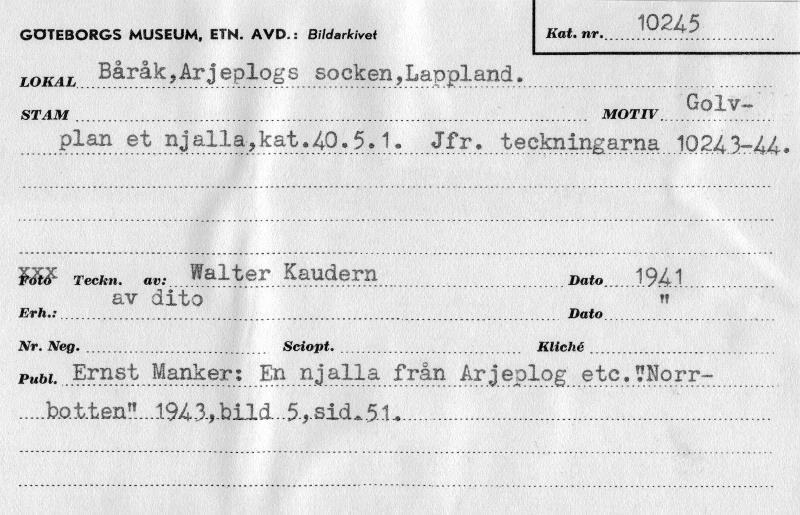 GÖTEBORGS MUSEUM, ETN. AVD.: Bildarkivet Kat. nr. 10245
LOKAL Båråk,Arjeplogs socken,Lappland.
STAM MOTIV Golv-
plan et njalla,kat.40.5.1. Jfr. teckningarna 10243-44.
Foto Teckn. av: Walter Kaudern Dato 1941
Erh.: av dito Dato "
Nr. Neg. Sciopt. Kliché
Publ. Ernst Manker: En njalla från Arjeplog etc."Norr-
botten" 1943,bild 5,sid.51.